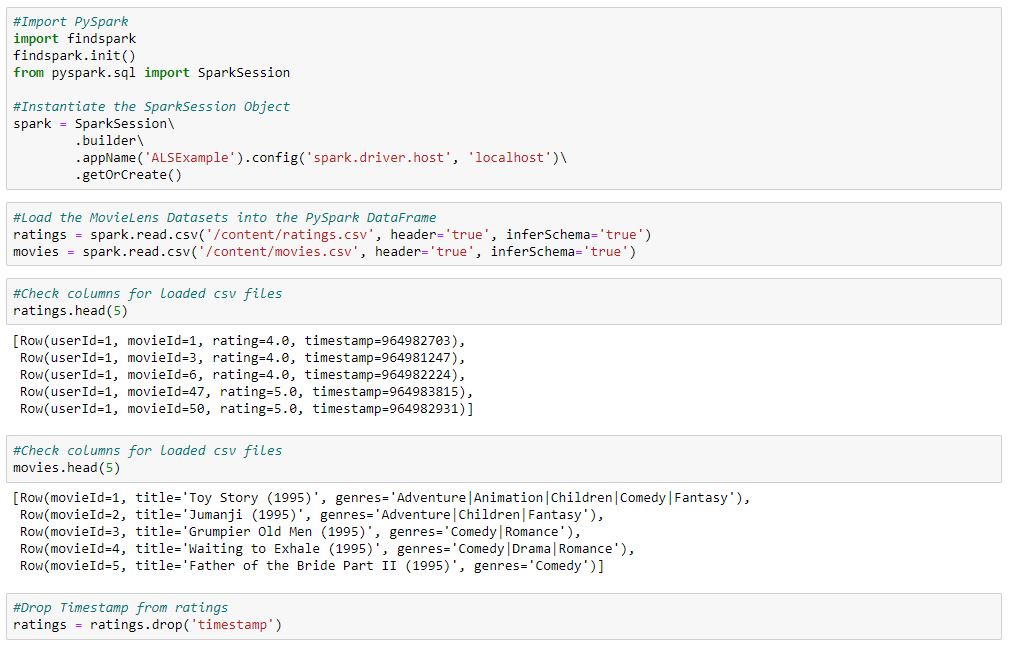 #Import PySpark
import findspark
findspark.init()
from pyspark.sql import SparkSession
#Instantiate the SparkSession Object
spark = SparkSession\
        .builder\
        .appName('ALSExample').config('spark.driver.host', 'localhost')\
        .getOrCreate()
#Load the MovieLens Datasets into the PySpark DataFrame
ratings = spark.read.csv('/content/ratings.csv', header='true', inferSchema='true')
movies = spark.read.csv('/content/movies.csv', header='true', inferSchema='true')
#Check columns for loaded csv files
ratings.head(5)
[Row(userId=1, movieId=1, rating=4.0, timestamp=964982703),
 Row(userId=1, movieId=3, rating=4.0, timestamp=964981247),
 Row(userId=1, movieId=6, rating=4.0, timestamp=964982224),
 Row(userId=1, movieId=47, rating=5.0, timestamp=964983815),
 Row(userId=1, movieId=50, rating=5.0, timestamp=964982931)]
#Check columns for loaded csv files
movies.head(5)
[Row(movieId=1, title='Toy Story (1995)', genres='Adventure|Animation|Children|Comedy|Fantasy'),
 Row(movieId=2, title='Jumanji (1995)', genres='Adventure|Children|Fantasy'),
 Row(movieId=3, title='Grumpier Old Men (1995)', genres='Comedy|Romance'),
 Row(movieId=4, title='Waiting to Exhale (1995)', genres='Comedy|Drama|Romance'),
 Row(movieId=5, title='Father of the Bride Part II (1995)', genres='Comedy')]
#Drop Timestamp from ratings
ratings = ratings.drop('timestamp')